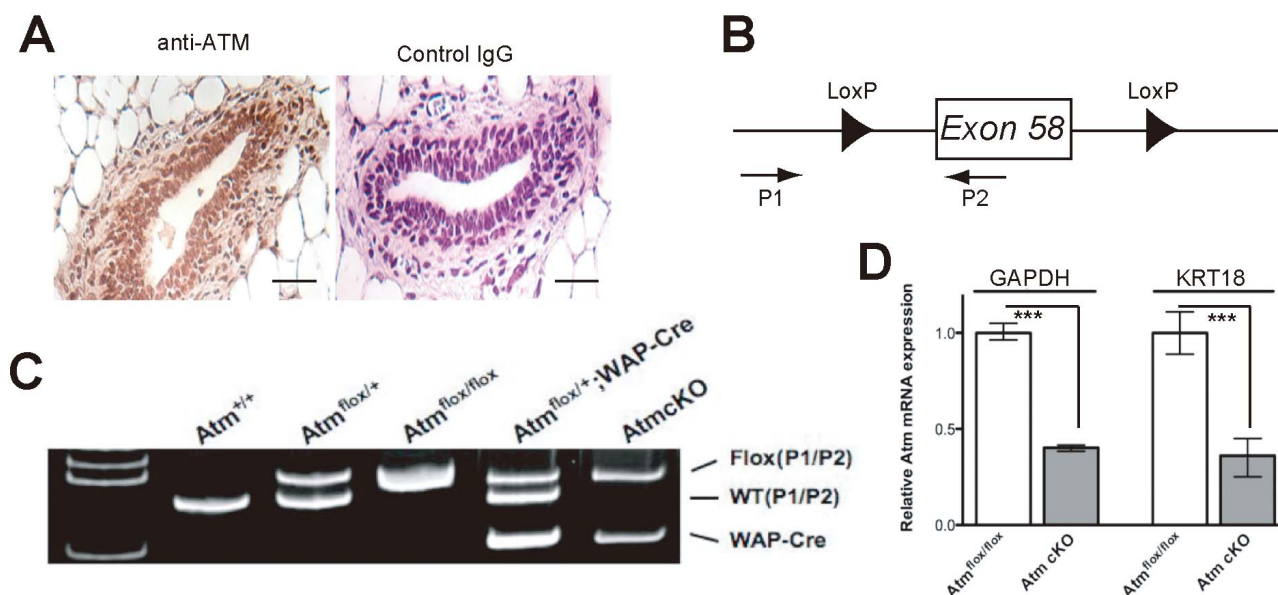 A
anti-ATM
Control IgG
B
LoxP
LoxP
Exon 58
P1
P2
C
Atm+/+
Atmflox/+
Atmflox/flox
Atmflox/+;WAP-Cre
AtmcKO
Flox(P1/P2)
WT(P1/P2)
WAP-Cre
D
GAPDH
KRT18
***
***
Relative Atm mRNA expression
1.0
0.5
0.0
Atmflox/flox
Atm cKO
Atmflox/flox
Atm cKO